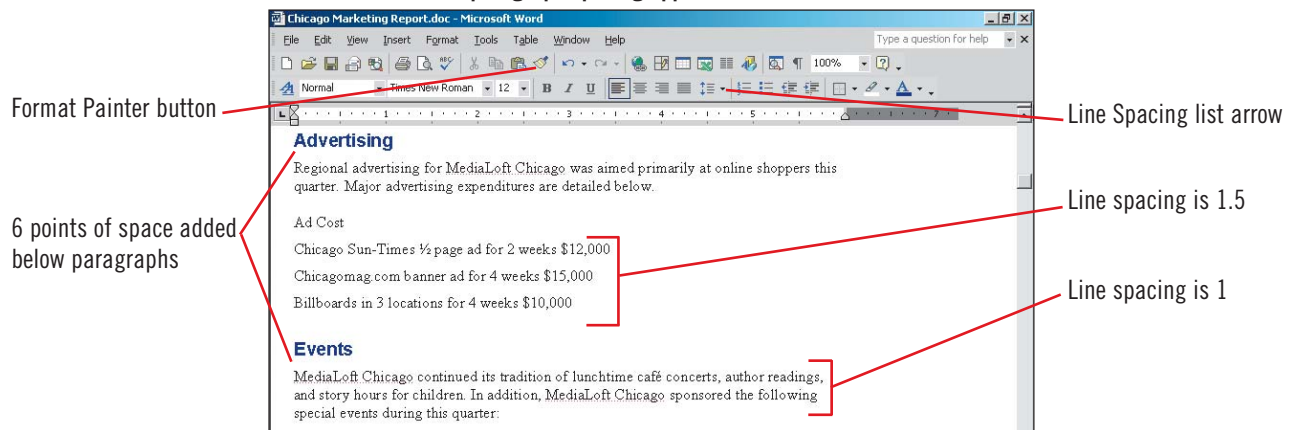 Chicago Marketing Report.doc - Microsoft Word
File Edit View Insert Format Tools Table Window Help Type a question for help
100%
Normal Times New Roman 12 B I U
Format Painter button
Line Spacing list arrow
1 2 3 4 5 7
Advertising
Regional advertising for MediaLoft Chicago was aimed primarily at online shoppers this
quarter. Major advertising expenditures are detailed below.
Line spacing is 1.5
6 points of space added
below paragraphs
Ad Cost
Chicago Sun-Times ½ page ad for 2 weeks $12,000
Chicagomag.com banner ad for 4 weeks $15,000
Billboards in 3 locations for 4 weeks $10,000
Line spacing is 1
Events
MediaLoft Chicago continued its tradition of lunchtime café concerts, author readings,
and story hours for children. In addition, MediaLoft Chicago sponsored the following
special events during this quarter: